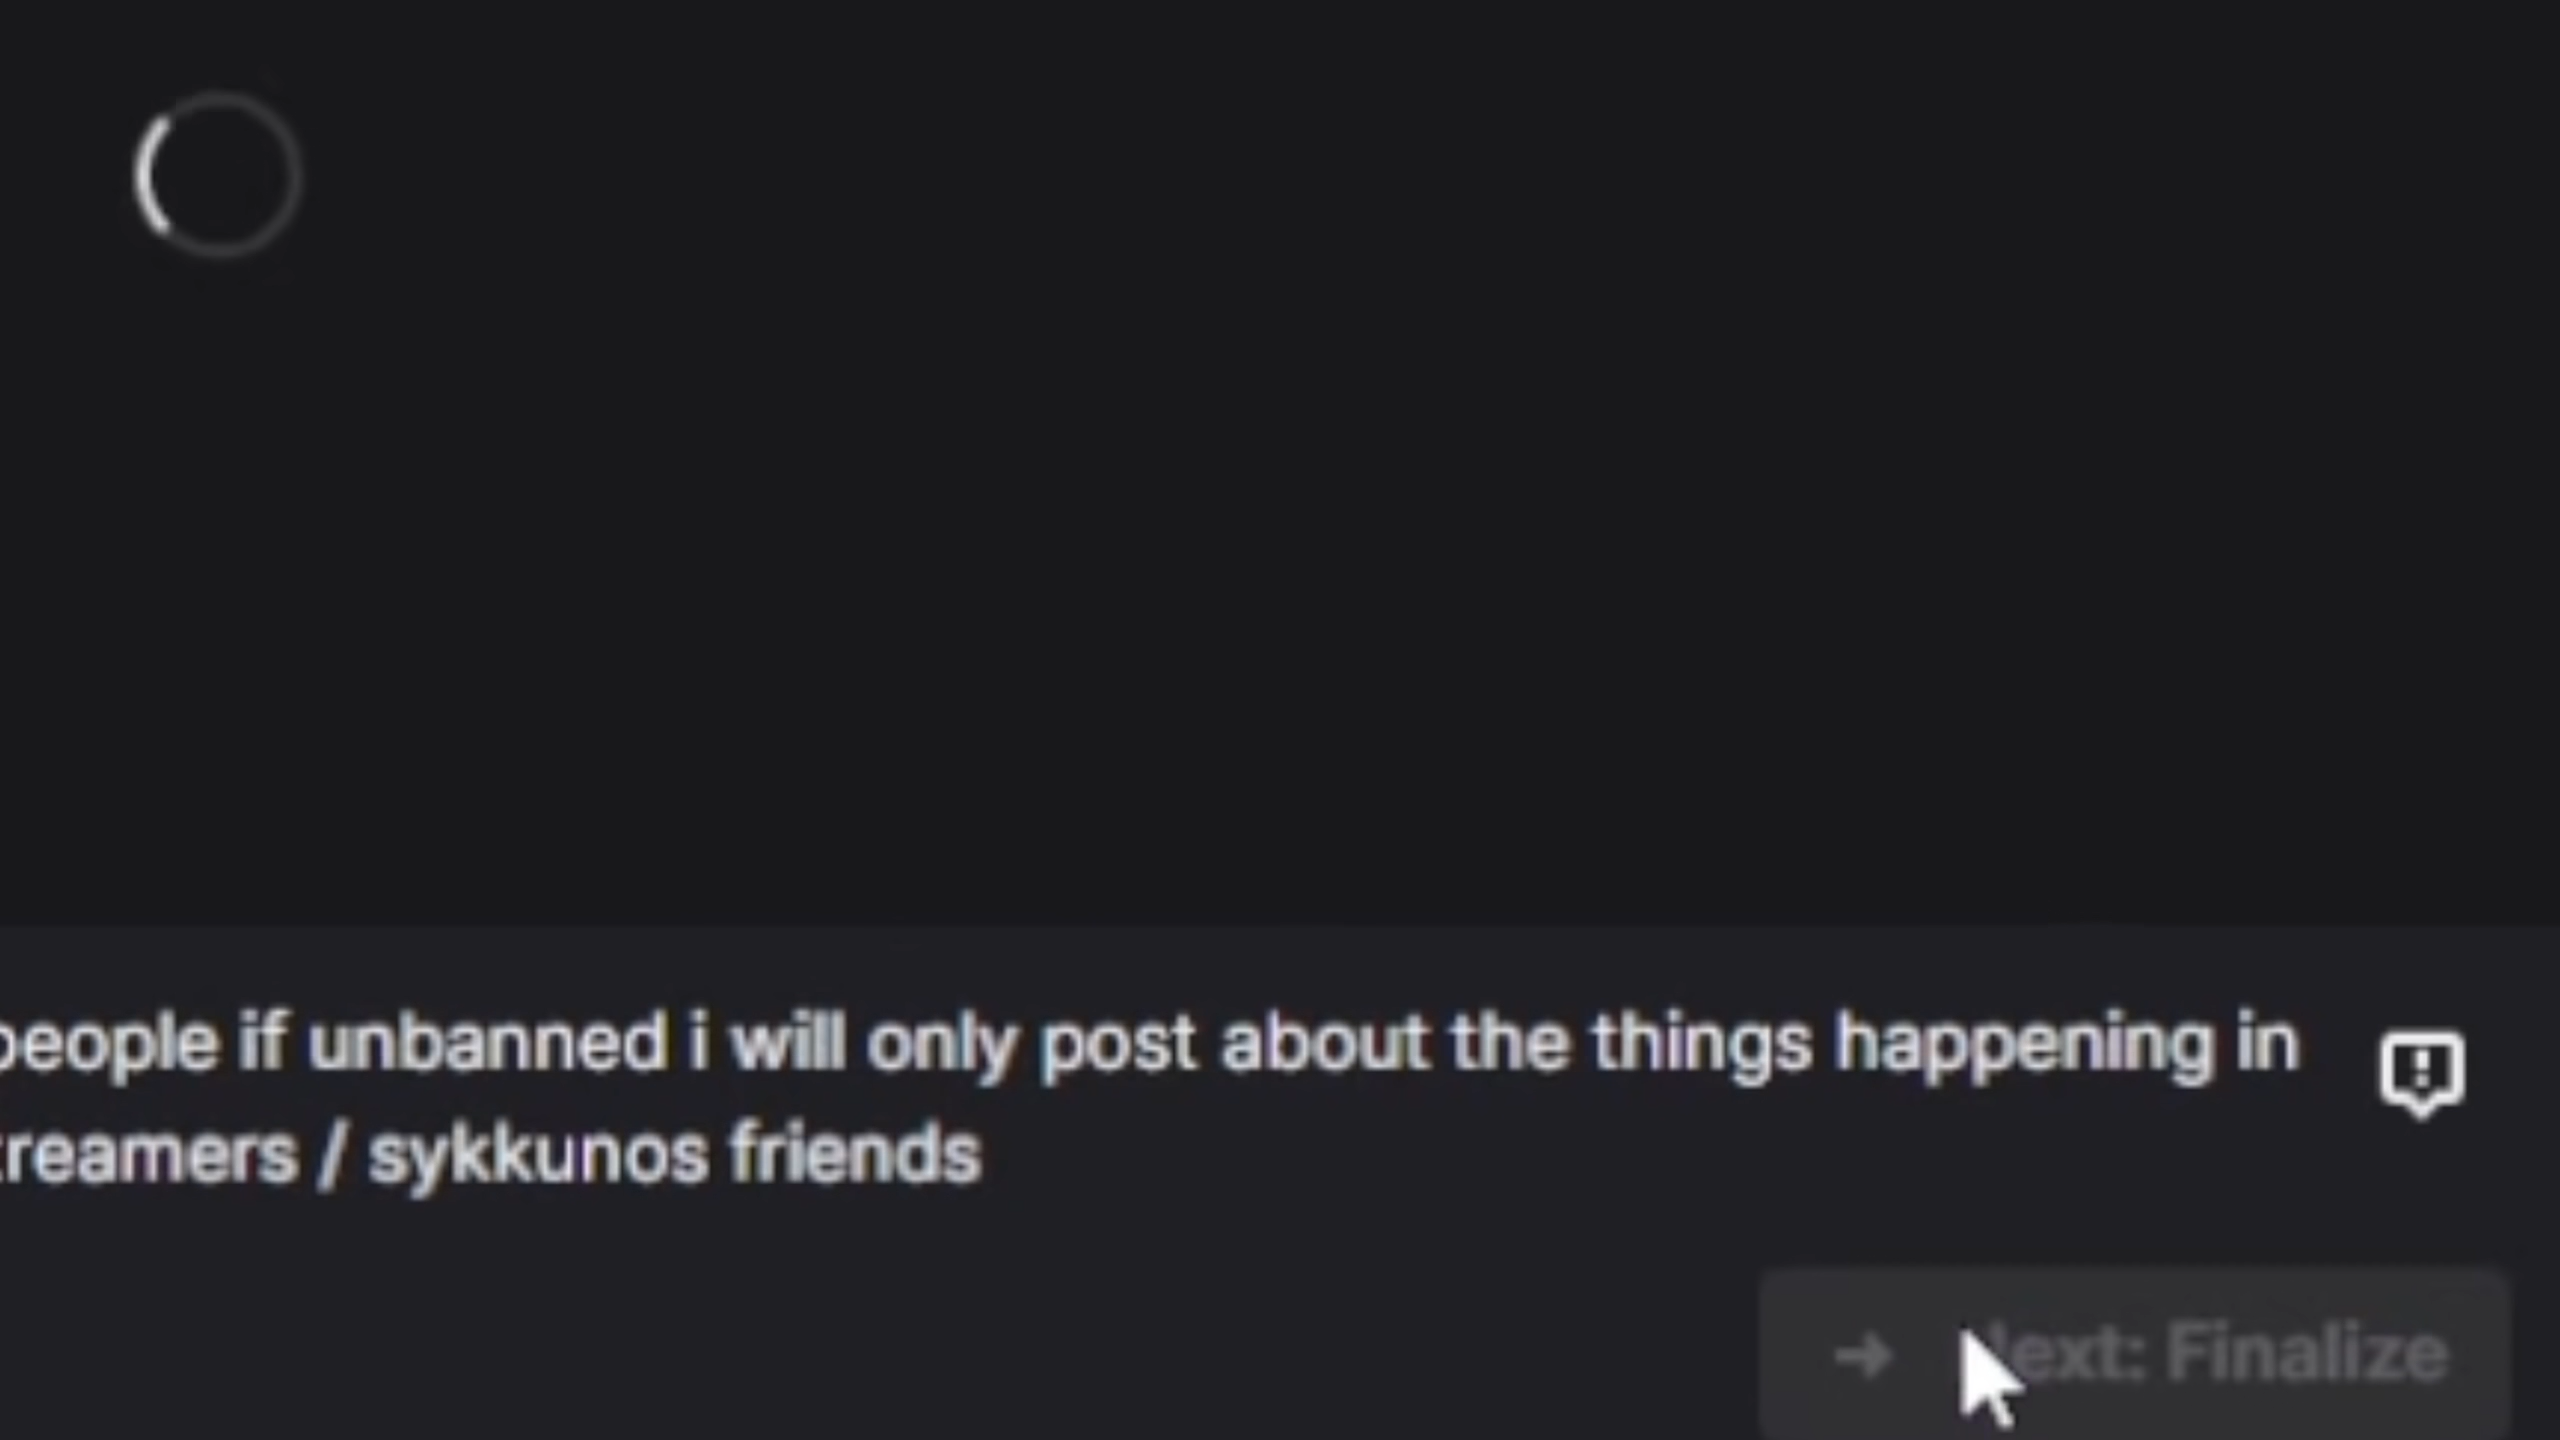 people if unbanned i will only post about the things happening in
treamers / sykkunos friends
Next: Finalize